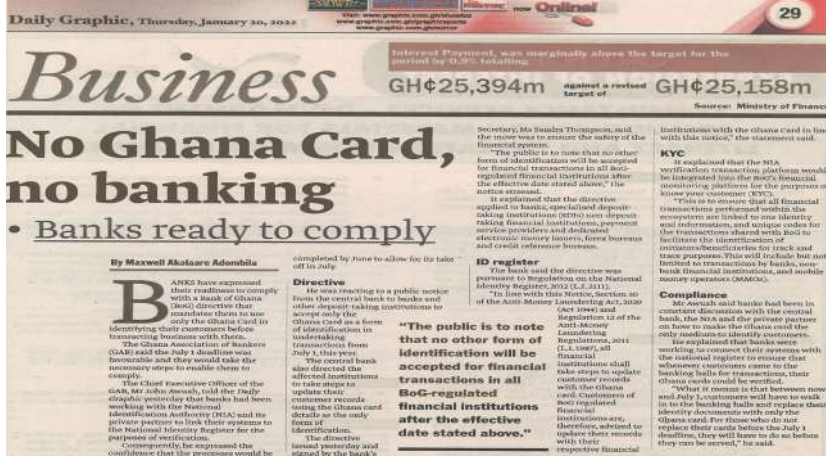 now Online!
Visit: www.graphic.com.gh/showbiz
www.graphic.com.gh/graphicsports
www.graphic.com.gh/mirror
Daily Graphic, Thursday, January 20, 2022
29
Business
Interest Payment, was marginally above the target for the
period by 0.9% totalling
GH¢25,394m against a revised target of GH¢25,158m
Source: Ministry of Finance
No Ghana Card,
no banking
• Banks ready to comply
By Maxwell Akalaare Adombila
BANKS have expressed
their readiness to comply
with a Bank of Ghana
(BoG) directive that
mandates them to use
only the Ghana Card in
identifying their customers before
transacting business with them.
The Ghana Association of Bankers
(GAB) said the July 1 deadline was
favourable and they would take the
necessary steps to enable them to
comply.
The Chief Executive Officer of the
GAB, Mr John Awuah, told the Daily
Graphic yesterday that banks had been
working with the National
Identification Authority (NIA) and its
private partner to link their systems to
the National Identity Register for the
purposes of verification.
Consequently, he expressed the
confidence that the processes would be
completed by June to allow for its take
off in July.
Directive
He was reacting to a public notice
from the central bank to banks and
other deposit-taking institutions to
accept only the
Ghana Card as a form
of identification in
undertaking
transactions from
July 1, this year.
The central bank
also directed the
affected institutions
to take steps to
update their
customer records
using the Ghana Card
details as the only
form of
identification.
The directive
issued yesterday and
signed by the bank's
"The public is to note
that no other form of
identification will be
accepted for financial
transactions in all
BoG-regulated
financial institutions
after the effective
date stated above."
Secretary, Ms Sandra Thompson, said
the move was to ensure the safety of the
financial system.
"The public is to note that no other
form of identification will be accepted
for financial transactions in all BoG-
regulated financial institutions after
the effective date stated above," the
notice stressed.
It explained that the directive
applied to banks, specialised deposit-
taking institutions (SDIs) non deposit-
taking financial institutions, payment
service providers and dedicated
electronic money issuers, forex bureaus
and credit reference bureaus.
ID register
The bank said the directive was
pursuant to Regulation on the National
Identity Register, 2012 (L.I. 2111).
"In line with this Notice, Section 30
of the Anti-Money Laundering Act, 2020
(Act 1044) and
Regulation 12 of the
Anti-Money
Laundering
Regulations, 2011
(L.I. 1987), all
financial
institutions shall
take steps to update
customer records
with the Ghana
card. Customers of
BoG regulated
financial
institutions are,
therefore, advised to
update their records
with their
respective financial
institutions with the Ghana Card in line
with this notice," the statement said.
KYC
It explained that the NIA
verification transaction platform would
be integrated into the BoG's financial
monitoring platform for the purposes of
know your customer (KYC).
"This is to ensure that all financial
transactions performed within the
ecosystem are linked to one identity
and information, and unique codes for
the transactions shared with BoG to
facilitate the identification of
initiators/beneficiaries for track and
trace purposes. This will include but not
limited to transactions by banks, non-
bank financial institutions, and mobile
money operators (MMOs).
Compliance
Mr Awuah said banks had been in
constant discussion with the central
bank, the NIA and the private partner
on how to make the Ghana card the
only medium to identify customers.
He explained that banks were
working to connect their systems with
the national register to ensure that
whenever customers came to the
banking halls for transactions, their
Ghana cards could be verified.
"What it means is that between now
and July 1, customers will have to walk
in to the banking halls and replace their
identity documents with only the
Ghana card. For those who do not
replace their cards before the July 1
deadline, they will have to do so before
they can be served," he said.